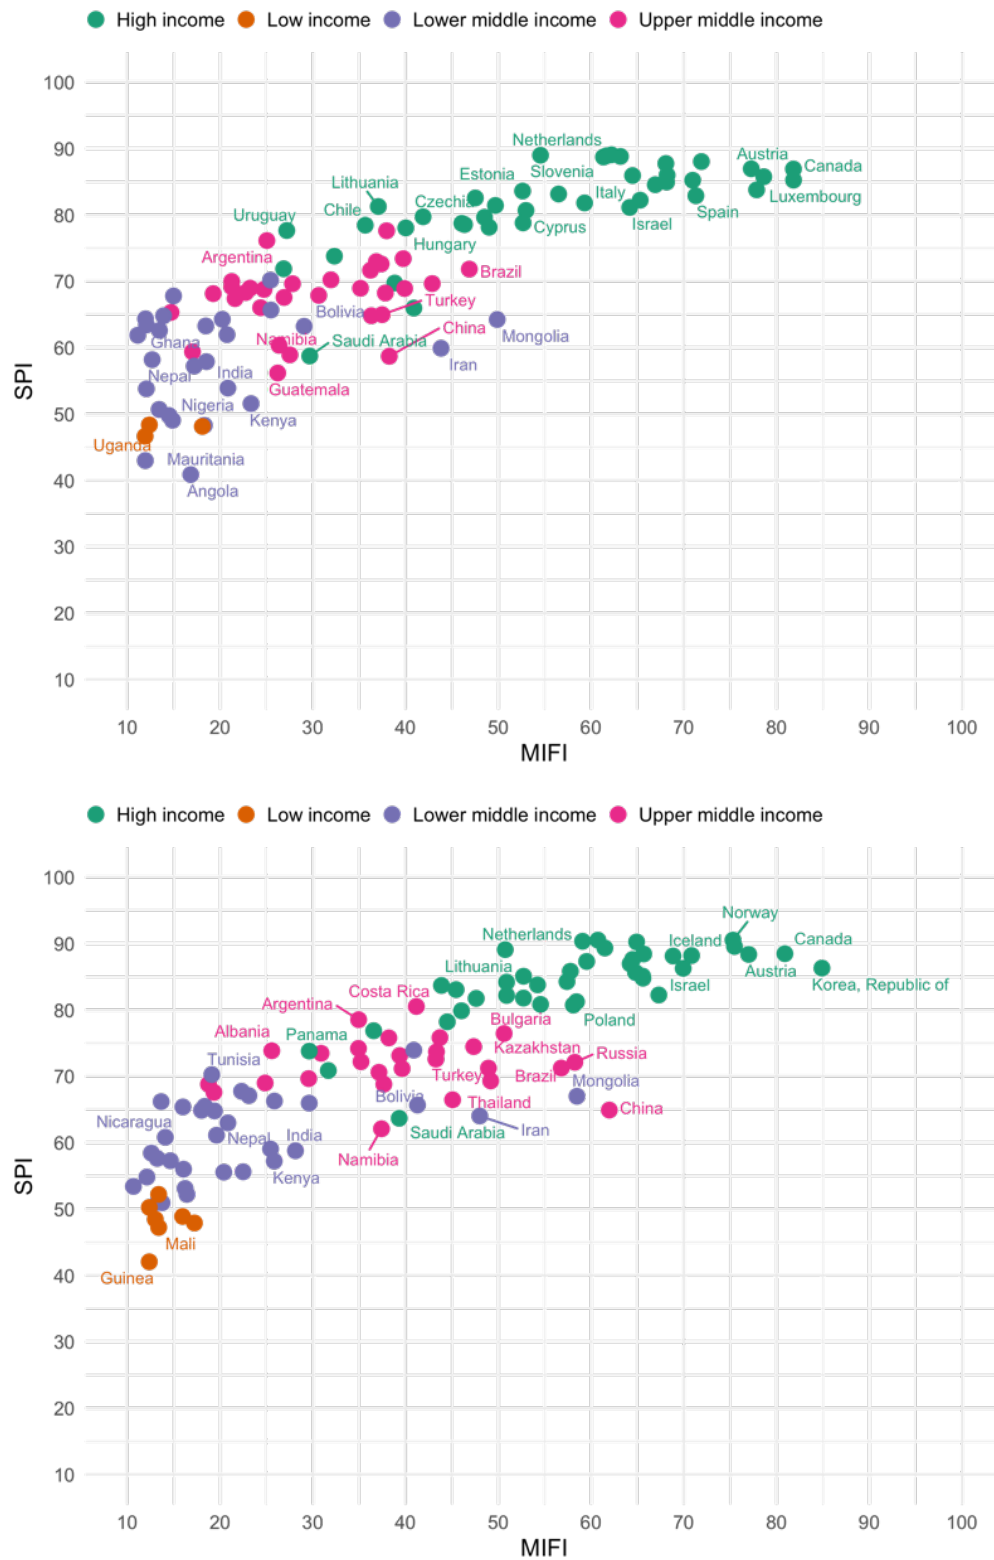 High income Low income Lower middle income Upper middle income
100
90
80
70
60
50
40
30
20
10
SPI
Netherlands
Austria
Canada
Estonia
Slovenia
Lithuania
Czechia
Italy
Luxembourg
Uruguay
Chile
Spain
Hungary
Cyprus
Israel
Argentina
Brazil
Bolivia
Turkey
Ghana
Namibia
Saudi Arabia
China
Mongolia
Iran
Nepal
India
Guatemala
Nigeria
Kenya
Uganda
Mauritania
Angola
10 20 30 40 50 60 70 80 90 100
MIFI
High income Low income Lower middle income Upper middle income
100
90
80
70
60
50
40
30
20
10
SPI
Norway
Netherlands
Iceland
Canada
Lithuania
Austria
Israel
Korea, Republic of
Costa Rica
Argentina
Bulgaria
Poland
Albania
Panama
Kazakhstan
Russia
Tunisia
Turkey
Brazil
Mongolia
Bolivia
Thailand
China
Nicaragua
Nepal
India
Saudi Arabia
Iran
Namibia
Kenya
Mali
Guinea
10 20 30 40 50 60 70 80 90 100
MIFI